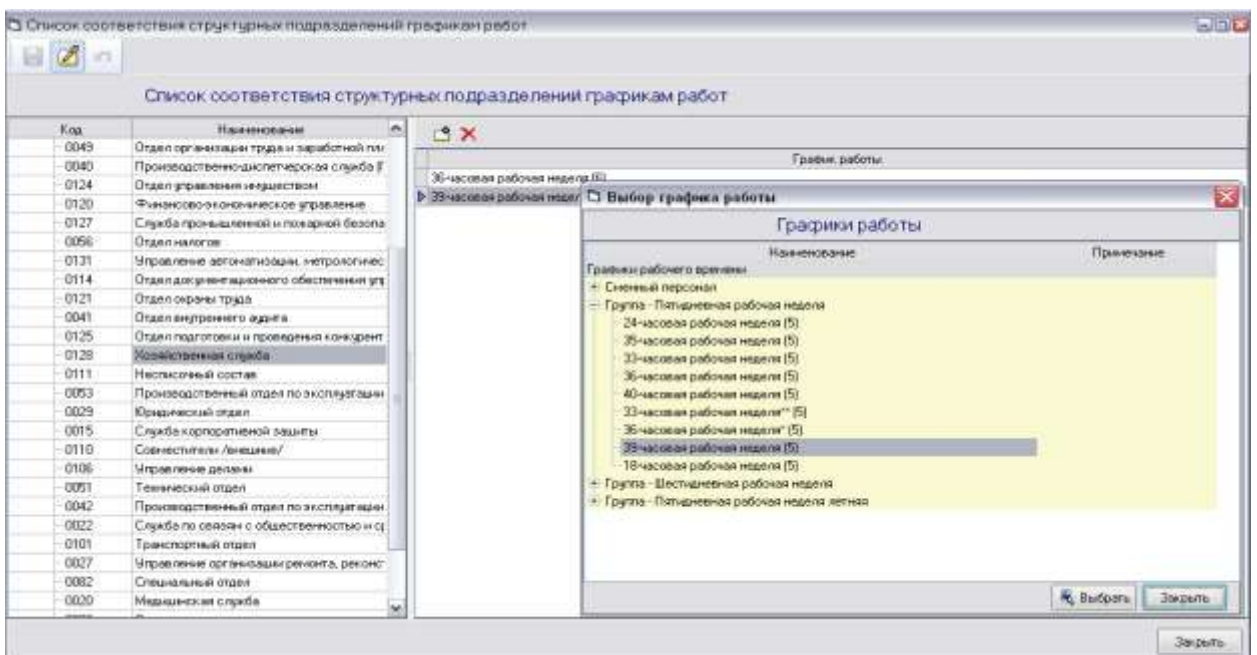 Список соответствия структурных подразделений графикам работ
Список соответствия структурных подразделений графикам работ
Код Наименование
0049 Отдел организации труда и заработной пла
0040 Производственно-диспетчерская служба (Г
0124 Отдел управления имуществом
0120 Финансово-экономическое управление
0127 Служба промышленной и пожарной безопа
0056 Отдел налогов
0131 Управление автоматизации, метрологичес
0114 Отдел документационного обеспечения упр
0121 Отдел охраны труда
0041 Отдел внутреннего аудита
0125 Отдел подготовки и проведения конкурент
0128 Хозяйственная служба
0111 Несписочный состав
0053 Производственный отдел по эксплуатации
0029 Юридический отдел
0015 Служба корпоративной защиты
0110 Совместители /внешние/
0106 Управление делами
0051 Технический отдел
0042 Производственный отдел по эксплуатации
0022 Служба по связям с общественностью и ср
0101 Транспортный отдел
0027 Управление организации ремонта, реконст
0082 Специальный отдел
0020 Медицинская служба
График работы
36-часовая рабочая неделя (5)
39-часовая рабочая недел
Выбор графика работы
Графики работы
Наименование Примечание
Графики рабочего времени
Сменный персонал
Группа - Пятидневная рабочая неделя
24-часовая рабочая неделя (5)
35-часовая рабочая неделя (5)
33-часовая рабочая неделя (5)
36-часовая рабочая неделя (5)
40-часовая рабочая неделя (5)
33-часовая рабочая неделя** (5)
36-часовая рабочая неделя* (5)
39-часовая рабочая неделя (5)
18-часовая рабочая неделя (5)
Группа - Шестидневная рабочая неделя
Группа - Пятидневная рабочая неделя летняя
Выбрать Закрыть
Закрыть